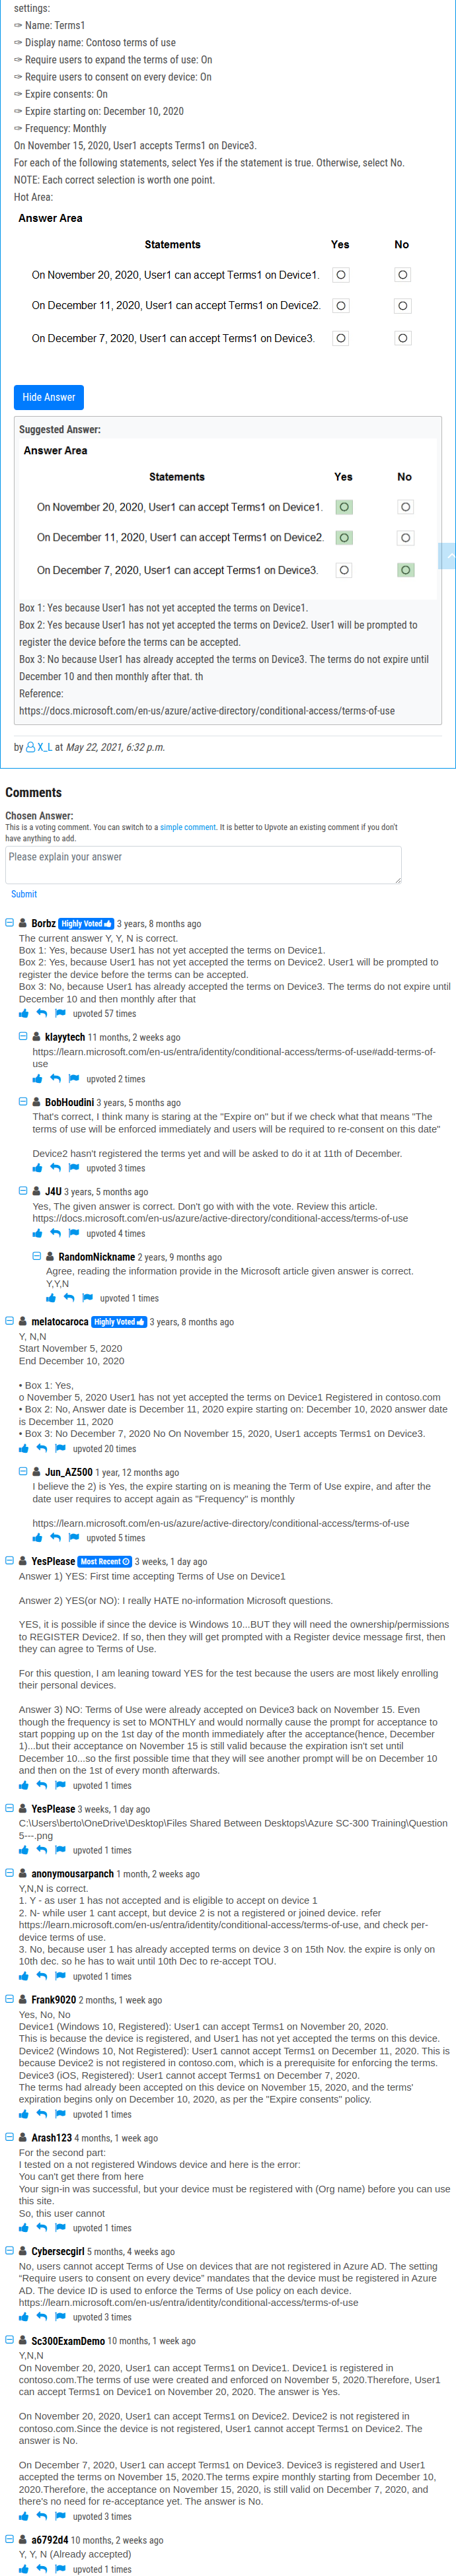 settings:
✑ Name: Terms1
✑ Display name: Contoso terms of use
✑ Require users to expand the terms of use: On
✑ Require users to consent on every device: On
✑ Expire consents: On
✑ Expire starting on: December 10, 2020
✑ Frequency: Monthly
On November 15, 2020, User1 accepts Terms1 on Device3.
For each of the following statements, select Yes if the statement is true. Otherwise, select No.
NOTE: Each correct selection is worth one point.
Hot Area:
Answer Area
Statements Yes No
On November 20, 2020, User1 can accept Terms1 on Device1.
On December 11, 2020, User1 can accept Terms1 on Device2.
On December 7, 2020, User1 can accept Terms1 on Device3.
Hide Answer
Suggested Answer:
Answer Area
Statements Yes No
On November 20, 2020, User1 can accept Terms1 on Device1.
On December 11, 2020, User1 can accept Terms1 on Device2.
On December 7, 2020, User1 can accept Terms1 on Device3.
Box 1: Yes because User1 has not yet accepted the terms on Device1.
Box 2: Yes because User1 has not yet accepted the terms on Device2. User1 will be prompted to
register the device before the terms can be accepted.
Box 3: No because User1 has already accepted the terms on Device3. The terms do not expire until
December 10 and then monthly after that. th
Reference:
https://docs.microsoft.com/en-us/azure/active-directory/conditional-access/terms-of-use
by X_L at May 22, 2021, 6:32 p.m.
Comments
Chosen Answer:
This is a voting comment. You can switch to a simple comment. It is better to Upvote an existing comment if you don't
have anything to add.
Please explain your answer
Submit
Borbz Highly Voted 3 years, 8 months ago
The current answer Y, Y, N is correct.
Box 1: Yes, because User1 has not yet accepted the terms on Device1.
Box 2: Yes, because User1 has not yet accepted the terms on Device2. User1 will be prompted to
register the device before the terms can be accepted.
Box 3: No, because User1 has already accepted the terms on Device3. The terms do not expire until
December 10 and then monthly after that
upvoted 57 times
klayytech 11 months, 2 weeks ago
https://learn.microsoft.com/en-us/entra/identity/conditional-access/terms-of-use#add-terms-of-
use
upvoted 2 times
BobHoudini 3 years, 5 months ago
That's correct, I think many is staring at the "Expire on" but if we check what that means "The
terms of use will be enforced immediately and users will be required to re-consent on this date"
Device2 hasn't registered the terms yet and will be asked to do it at 11th of December.
upvoted 3 times
J4U 3 years, 5 months ago
Yes, The given answer is correct. Don't go with with the vote. Review this article.
https://docs.microsoft.com/en-us/azure/active-directory/conditional-access/terms-of-use
upvoted 4 times
RandomNickname 2 years, 9 months ago
Agree, reading the information provide in the Microsoft article given answer is correct.
Y,Y,N
upvoted 1 times
melatocaroca Highly Voted 3 years, 8 months ago
Y, N,N
Start November 5, 2020
End December 10, 2020
• Box 1: Yes,
o November 5, 2020 User1 has not yet accepted the terms on Device1 Registered in contoso.com
• Box 2: No, Answer date is December 11, 2020 expire starting on: December 10, 2020 answer date
is December 11, 2020
• Box 3: No December 7, 2020 No On November 15, 2020, User1 accepts Terms1 on Device3.
upvoted 20 times
Jun_AZ500 1 year, 12 months ago
I believe the 2) is Yes, the expire starting on is meaning the Term of Use expire, and after the
date user requires to accept again as "Frequency" is monthly
https://learn.microsoft.com/en-us/azure/active-directory/conditional-access/terms-of-use
upvoted 5 times
YesPlease Most Recent 3 weeks, 1 day ago
Answer 1) YES: First time accepting Terms of Use on Device1
Answer 2) YES(or NO): I really HATE no-information Microsoft questions.
YES, it is possible if since the device is Windows 10...BUT they will need the ownership/permissions
to REGISTER Device2. If so, then they will get prompted with a Register device message first, then
they can agree to Terms of Use.
For this question, I am leaning toward YES for the test because the users are most likely enrolling
their personal devices.
Answer 3) NO: Terms of Use were already accepted on Device3 back on November 15. Even
though the frequency is set to MONTHLY and would normally cause the prompt for acceptance to
start popping up on the 1st day of the month immediately after the acceptance(hence, December
1)...but their acceptance on November 15 is still valid because the expiration isn't set until
December 10...so the first possible time that they will see another prompt will be on December 10
and then on the 1st of every month afterwards.
upvoted 1 times
YesPlease 3 weeks, 1 day ago
C:\Users\berto\OneDrive\Desktop\Files Shared Between Desktops\Azure SC-300 Training\Question
5---.png
upvoted 1 times
anonymousarpanch 1 month, 2 weeks ago
Y,N,N is correct.
1. Y - as user 1 has not accepted and is eligible to accept on device 1
2. N- while user 1 cant accept, but device 2 is not a registered or joined device. refer
https://learn.microsoft.com/en-us/entra/identity/conditional-access/terms-of-use, and check per-
device terms of use.
3. No, because user 1 has already accepted terms on device 3 on 15th Nov. the expire is only on
10th dec. so he has to wait until 10th Dec to re-accept TOU.
upvoted 1 times
Frank9020 2 months, 1 week ago
Yes, No, No
Device1 (Windows 10, Registered): User1 can accept Terms1 on November 20, 2020.
This is because the device is registered, and User1 has not yet accepted the terms on this device.
Device2 (Windows 10, Not Registered): User1 cannot accept Terms1 on December 11, 2020. This is
because Device2 is not registered in contoso.com, which is a prerequisite for enforcing the terms.
Device3 (iOS, Registered): User1 cannot accept Terms1 on December 7, 2020.
The terms had already been accepted on this device on November 15, 2020, and the terms'
expiration begins only on December 10, 2020, as per the "Expire consents" policy.
upvoted 1 times
Arash123 4 months, 1 week ago
For the second part:
I tested on a not registered Windows device and here is the error:
You can't get there from here
Your sign-in was successful, but your device must be registered with (Org name) before you can use
this site.
So, this user cannot
upvoted 1 times
Cybersecgirl 5 months, 4 weeks ago
No, users cannot accept Terms of Use on devices that are not registered in Azure AD. The setting
“Require users to consent on every device” mandates that the device must be registered in Azure
AD. The device ID is used to enforce the Terms of Use policy on each device.
https://learn.microsoft.com/en-us/entra/identity/conditional-access/terms-of-use
upvoted 3 times
Sc300ExamDemo 10 months, 1 week ago
Y,N,N
On November 20, 2020, User1 can accept Terms1 on Device1. Device1 is registered in
contoso.com.The terms of use were created and enforced on November 5, 2020.Therefore, User1
can accept Terms1 on Device1 on November 20, 2020. The answer is Yes.
On November 20, 2020, User1 can accept Terms1 on Device2. Device2 is not registered in
contoso.com.Since the device is not registered, User1 cannot accept Terms1 on Device2. The
answer is No.
On December 7, 2020, User1 can accept Terms1 on Device3. Device3 is registered and User1
accepted the terms on November 15, 2020.The terms expire monthly starting from December 10,
2020.Therefore, the acceptance on November 15, 2020, is still valid on December 7, 2020, and
there's no need for re-acceptance yet. The answer is No.
upvoted 3 times
a6792d4 10 months, 2 weeks ago
Y, Y, N (Already accepted)
upvoted 1 times